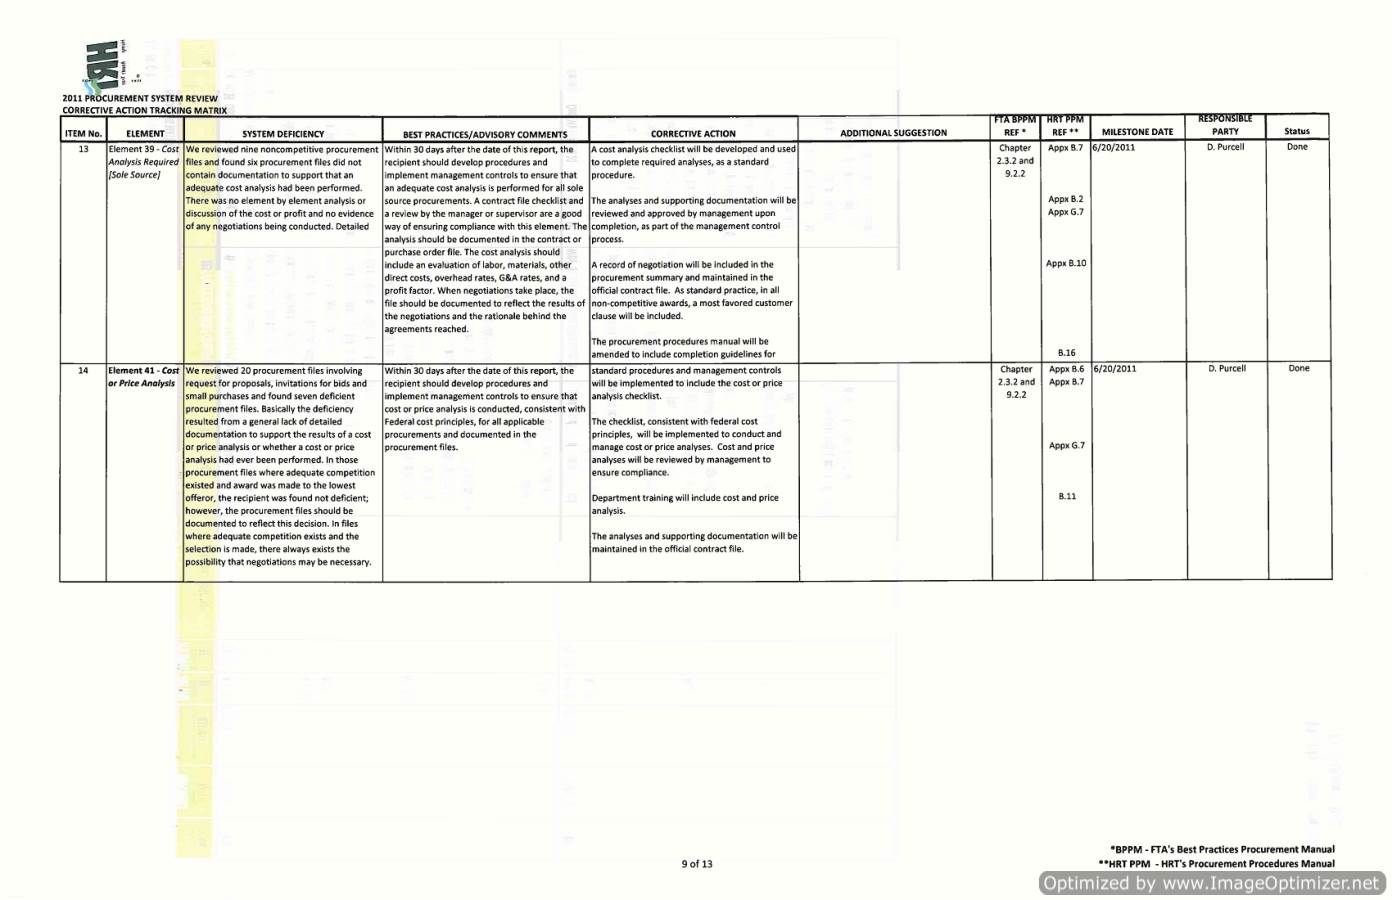 HRT
2011 PROCUREMENT SYSTEM REVIEW
CORRECTIVE ACTION TRACKING MATRIX
ITEM No.
ELEMENT
SYSTEM DEFICIENCY
BEST PRACTICES/ADVISORY COMMENTS
CORRECTIVE ACTION
ADDITIONAL SUGGESTION
FTA BPPM
REF *
HRT PPM
REF **
MILESTONE DATE
RESPONSIBLE
PARTY
Status
13
Element 39 - Cost
Analysis Required
[Sole Source]
We reviewed nine noncompetitive procurement
files and found six procurement files did not
contain documentation to support that an
adequate cost analysis had been performed.
There was no element by element analysis or
discussion of the cost or profit and no evidence
of any negotiations being conducted. Detailed
Within 30 days after the date of this report, the
recipient should develop procedures and
implement management controls to ensure that
an adequate cost analysis is performed for all sole
source procurements. A contract file checklist and
a review by the manager or supervisor are a good
way of ensuring compliance with this element. The
analysis should be documented in the contract or
purchase order file. The cost analysis should
include an evaluation of labor, materials, other
direct costs, overhead rates, G&A rates, and a
profit factor. When negotiations take place, the
file should be documented to reflect the results of
the negotiations and the rationale behind the
agreements reached.
A cost analysis checklist will be developed and used
to complete required analyses, as a standard
procedure.
The analyses and supporting documentation will be
reviewed and approved by management upon
completion, as part of the management control
process.
A record of negotiation will be included in the
procurement summary and maintained in the
official contract file. As standard practice, in all
non-competitive awards, a most favored customer
clause will be included.
The procurement procedures manual will be
amended to include completion guidelines for
Chapter
2.3.2 and
9.2.2
Appx B.7
Appx B.2
Appx G.7
Appx B.10
B.16
6/20/2011
D. Purcell
Done
14
Element 41 - Cost
or Price Analysis
We reviewed 20 procurement files involving
request for proposals, invitations for bids and
small purchases and found seven deficient
procurement files. Basically the deficiency
resulted from a general lack of detailed
documentation to support the results of a cost
or price analysis or whether a cost or price
analysis had ever been performed. In those
procurement files where adequate competition
existed and award was made to the lowest
offeror, the recipient was found not deficient;
however, the procurement files should be
documented to reflect this decision. In files
where adequate competition exists and the
selection is made, there always exists the
possibility that negotiations may be necessary.
Within 30 days after the date of this report, the
recipient should develop procedures and
implement management controls to ensure that
cost or price analysis is conducted, consistent with
Federal cost principles, for all applicable
procurements and documented in the
procurement files.
standard procedures and management controls
will be implemented to include the cost or price
analysis checklist.
The checklist, consistent with federal cost
principles, will be implemented to conduct and
manage cost or price analyses. Cost and price
analyses will be reviewed by management to
ensure compliance.
Department training will include cost and price
analysis.
The analyses and supporting documentation will be
maintained in the official contract file.
Chapter
2.3.2 and
9.2.2
Appx B.6
Appx B.7
Appx G.7
B.11
6/20/2011
D. Purcell
Done
*BPPM - FTA's Best Practices Procurement Manual
9 of 13
**HRT PPM - HRT's Procurement Procedures Manual
Optimized by www.ImageOptimizer.net